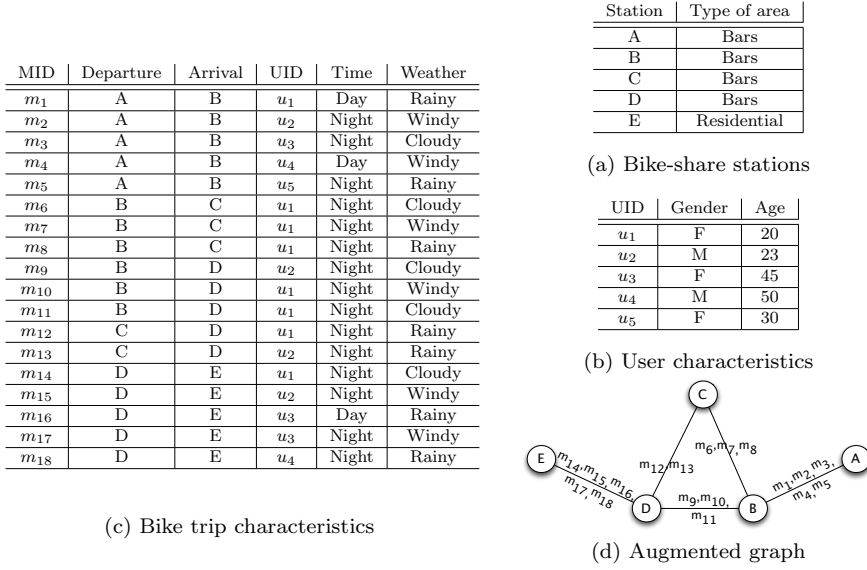 MID | Departure | Arrival | UID | Time | Weather
m1 | A | B | u1 | Day | Rainy
m2 | A | B | u2 | Night | Windy
m3 | A | B | u3 | Night | Cloudy
m4 | A | B | u4 | Day | Windy
m5 | A | B | u5 | Night | Rainy
m6 | B | C | u1 | Night | Cloudy
m7 | B | C | u1 | Night | Windy
m8 | B | C | u1 | Night | Rainy
m9 | B | D | u2 | Night | Cloudy
m10 | B | D | u1 | Night | Windy
m11 | B | D | u1 | Night | Cloudy
m12 | C | D | u1 | Night | Rainy
m13 | C | D | u2 | Night | Rainy
m14 | D | E | u1 | Night | Cloudy
m15 | D | E | u2 | Night | Windy
m16 | D | E | u3 | Day | Rainy
m17 | D | E | u3 | Night | Windy
m18 | D | E | u4 | Night | Rainy
(c) Bike trip characteristics
Station | Type of area
A | Bars
B | Bars
C | Bars
D | Bars
E | Residential
(a) Bike-share stations
UID | Gender | Age
u1 | F | 20
u2 | M | 23
u3 | F | 45
u4 | M | 50
u5 | F | 30
(b) User characteristics
C
E
A
D
B
m14,m15, m16,
m17, m18
m12,m13
m6,m7,m8
m9,m10,
m11
m1,m2,m3,
m4,m5
(d) Augmented graph